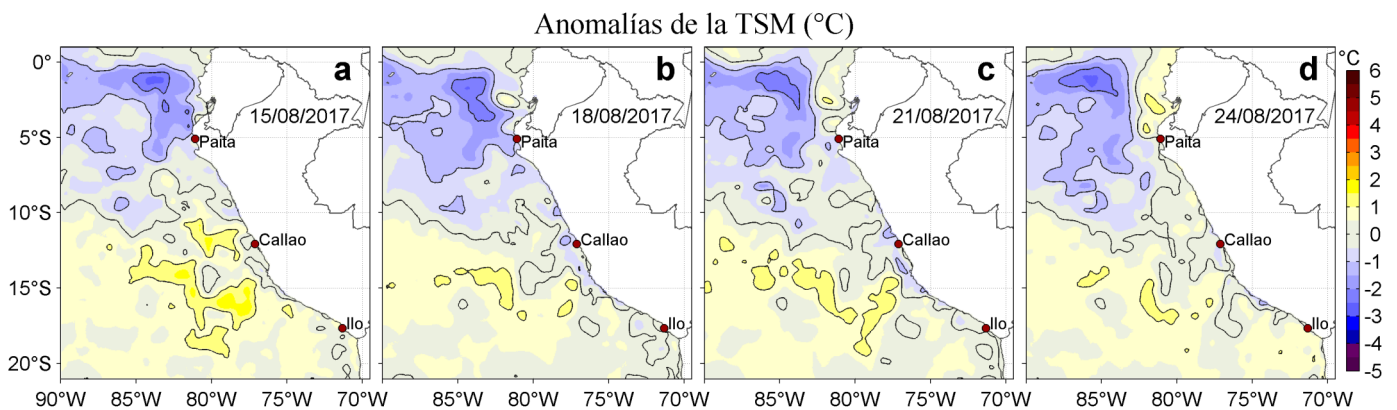 Anomalías de la TSM (°C)
a
b
c
d
°C
15/08/2017
18/08/2017
21/08/2017
24/08/2017
Paita
Paita
Paita
Paita
Callao
Callao
Callao
Callao
Ilo
Ilo
Ilo
Ilo
0°
5°S
10°S
15°S
20°S
90°W 85°W 80°W 75°W 70°W
85°W 80°W 75°W 70°W
85°W 80°W 75°W 70°W
85°W 80°W 75°W 70°W
6
5
4
3
2
1
0
-1
-2
-3
-4
-5